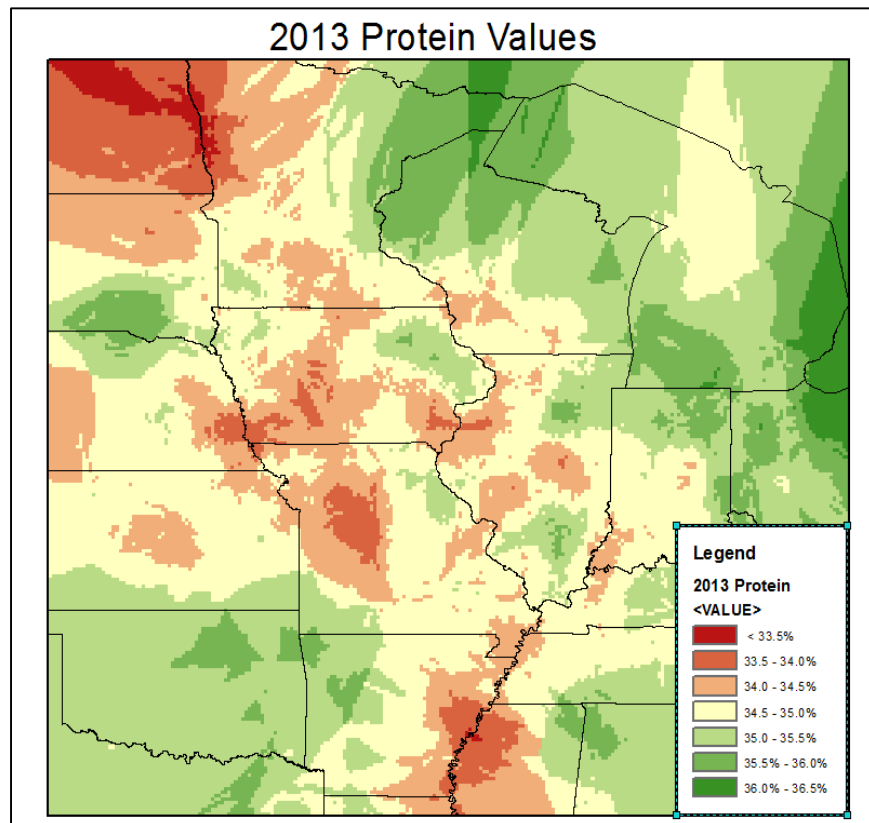 2013 Protein Values
Legend
2013 Protein
<VALUE>
< 33.5%
33.5 - 34.0%
34.0 - 34.5%
34.5 - 35.0%
35.0 - 35.5%
35.5% - 36.0%
36.0% - 36.5%